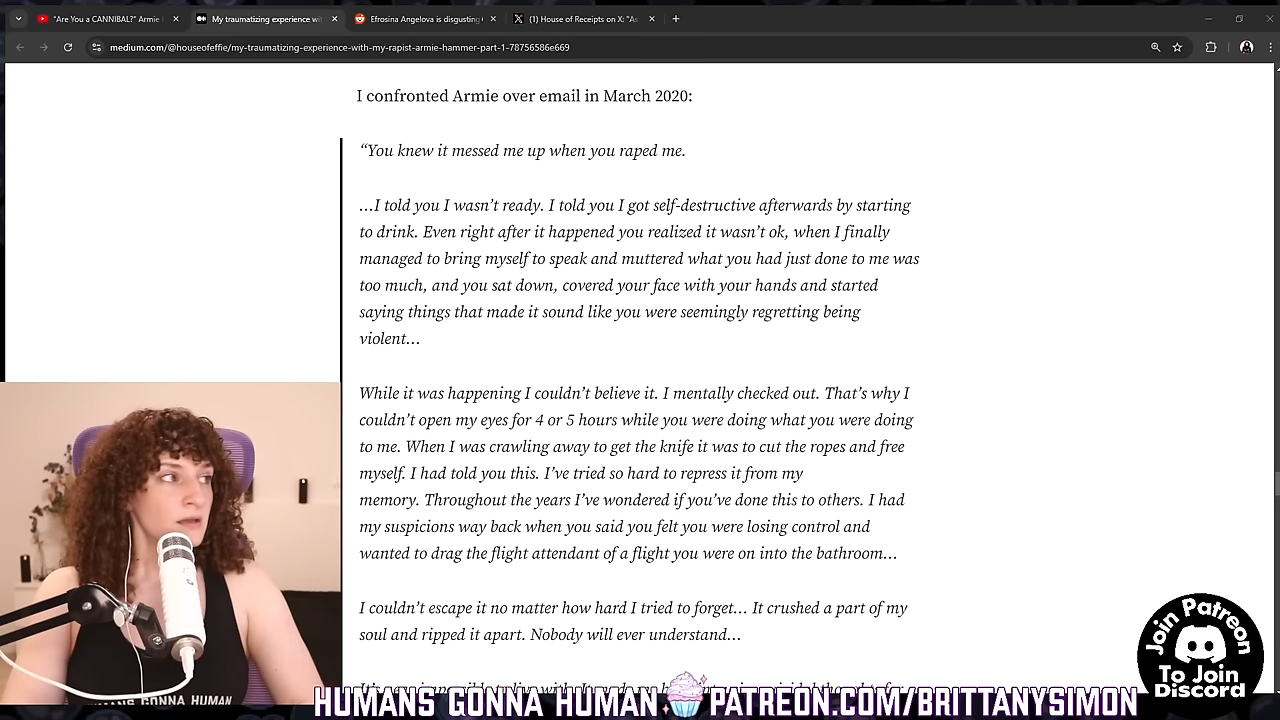 "Are You a CANNIBAL?" Armie
My traumatizing experience wi
Efrosina Angelova is disgusting
(1) House of Receipts on X: "As
medium.com/@houseofeffie/my-traumatizing-experience-with-my-rapist-armie-hammer-part-1-78756586e669
I confronted Armie over email in March 2020:
“You knew it messed me up when you raped me.
…I told you I wasn’t ready. I told you I got self-destructive afterwards by starting
to drink. Even right after it happened you realized it wasn’t ok, when I finally
managed to bring myself to speak and muttered what you had just done to me was
too much, and you sat down, covered your face with your hands and started
saying things that made it sound like you were seemingly regretting being
violent…
While it was happening I couldn’t believe it. I mentally checked out. That’s why I
couldn’t open my eyes for 4 or 5 hours while you were doing what you were doing
to me. When I was crawling away to get the knife it was to cut the ropes and free
myself. I had told you this. I’ve tried so hard to repress it from my
memory. Throughout the years I’ve wondered if you’ve done this to others. I had
my suspicions way back when you said you felt you were losing control and
wanted to drag the flight attendant of a flight you were on into the bathroom…
I couldn’t escape it no matter how hard I tried to forget… It crushed a part of my
soul and ripped it apart. Nobody will ever understand…
Join Patreon
To Join
Discord
HUMANS GONNA HUMAN
HUMANS GONNA HUMAN PATREON.COM/BRITTANYSIMON